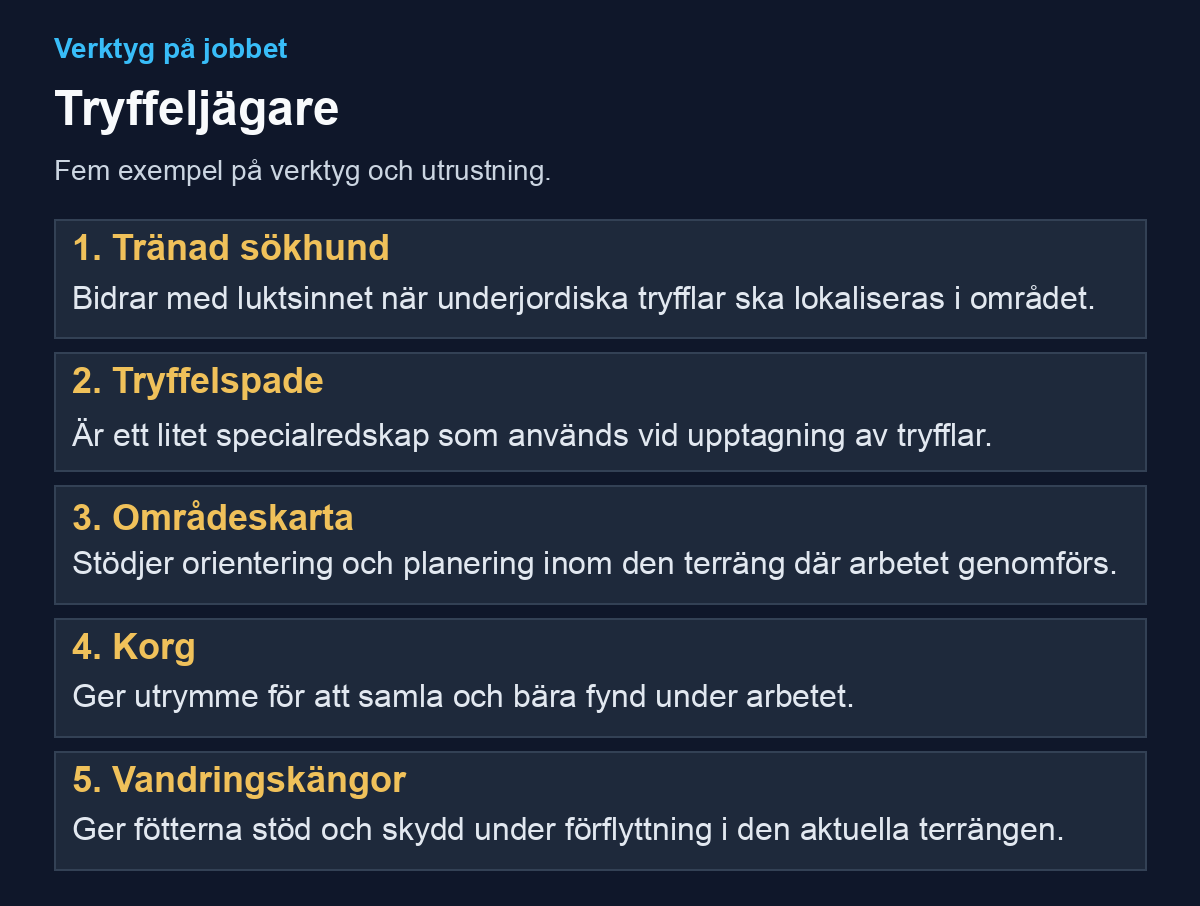 Verktyg på jobbet
Tryffeljägare
Fem exempel på verktyg och utrustning.
1. Tränad sökhund
Bidrar med luktsinnet när underjordiska tryfflar ska lokaliseras i området.
2. Tryffelspade
Är ett litet specialredskap som används vid upptagning av tryfflar.
3. Områdeskarta
Stödjer orientering och planering inom den terräng där arbetet genomförs.
4. Korg
Ger utrymme för att samla och bära fynd under arbetet.
5. Vandringskängor
Ger fötterna stöd och skydd under förflyttning i den aktuella terrängen.